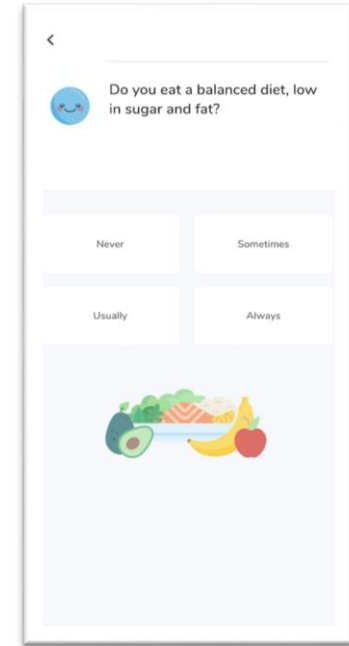 Do you eat a balanced diet, low
in sugar and fat?
Never
Sometimes
Usually
Always